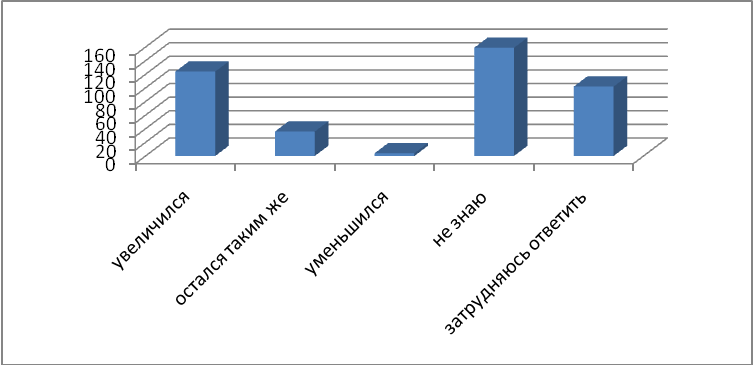 160
140
120
100
80
60
40
20
0
увеличился
остался таким же
уменьшился
не знаю
затрудняюсь ответить